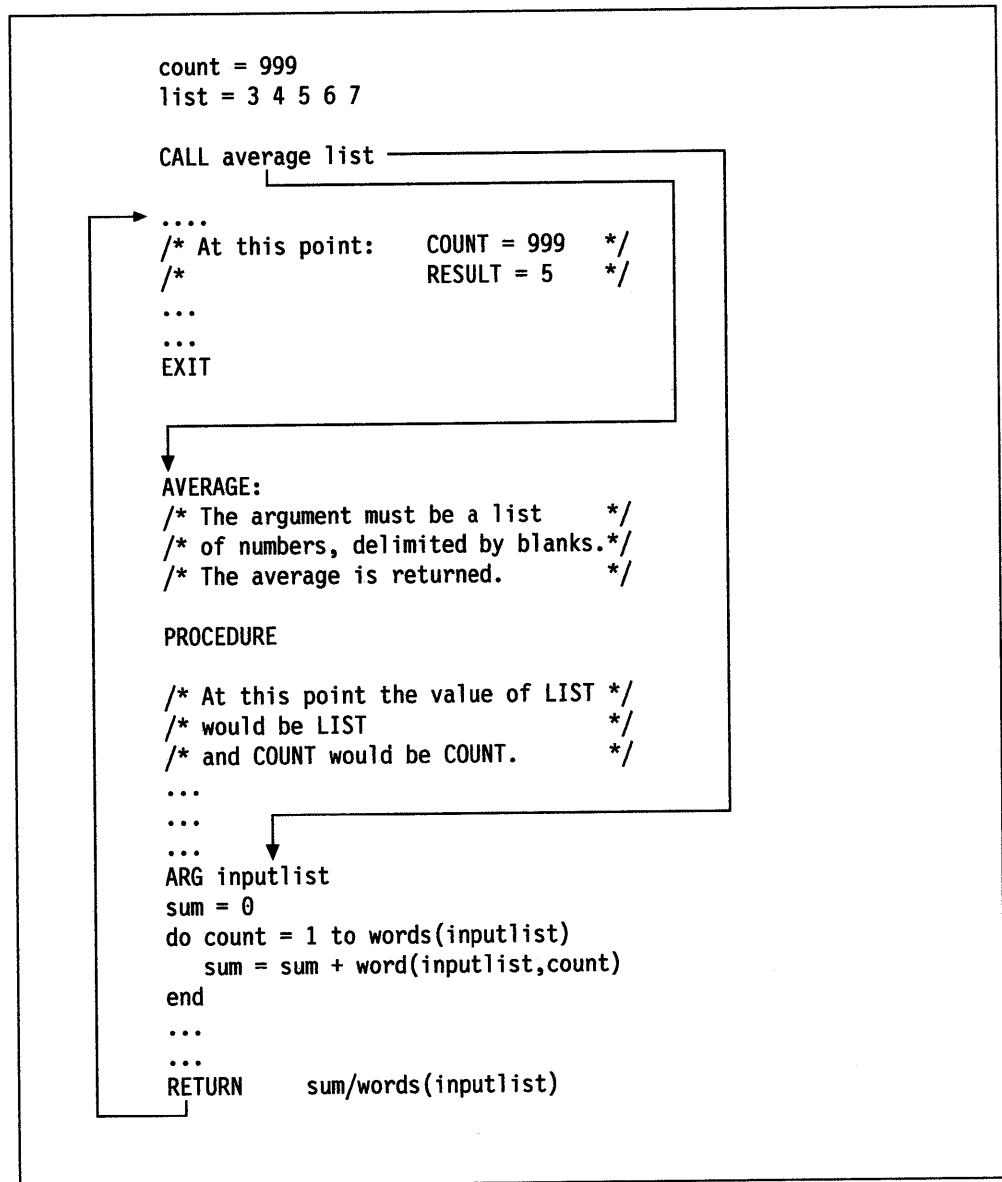 count = 999
list = 3 4 5 6 7
CALL average list
....
/* At this point:    COUNT = 999   */
/*                   RESULT = 5    */
...
...
EXIT
AVERAGE:
/* The argument must be a list     */
/* of numbers, delimited by blanks.*/
/* The average is returned.        */
PROCEDURE
/* At this point the value of LIST */
/* would be LIST                   */
/* and COUNT would be COUNT.       */
...
...
...
ARG inputlist
sum = 0
do count = 1 to words(inputlist)
   sum = sum + word(inputlist,count)
end
...
...
RETURN     sum/words(inputlist)